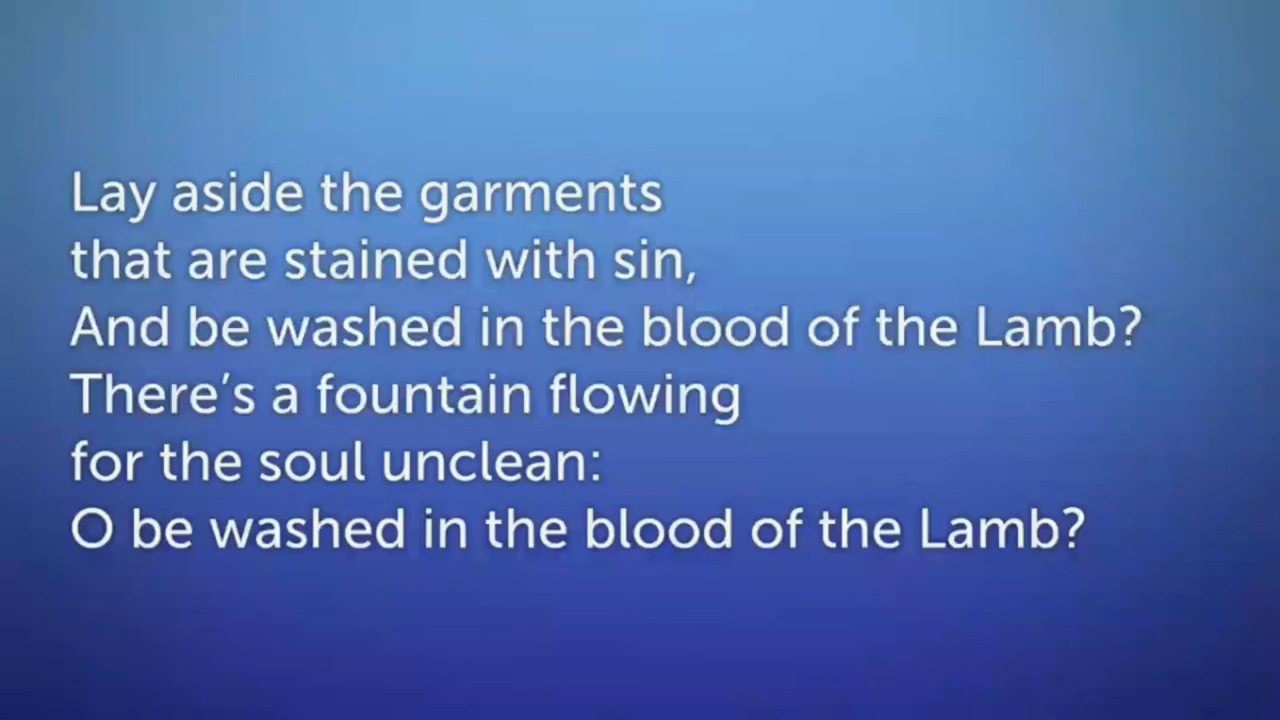 Lay aside the garments
that are stained with sin,
And be washed in the blood of the Lamb?
There’s a fountain flowing
for the soul unclean:
O be washed in the blood of the Lamb?